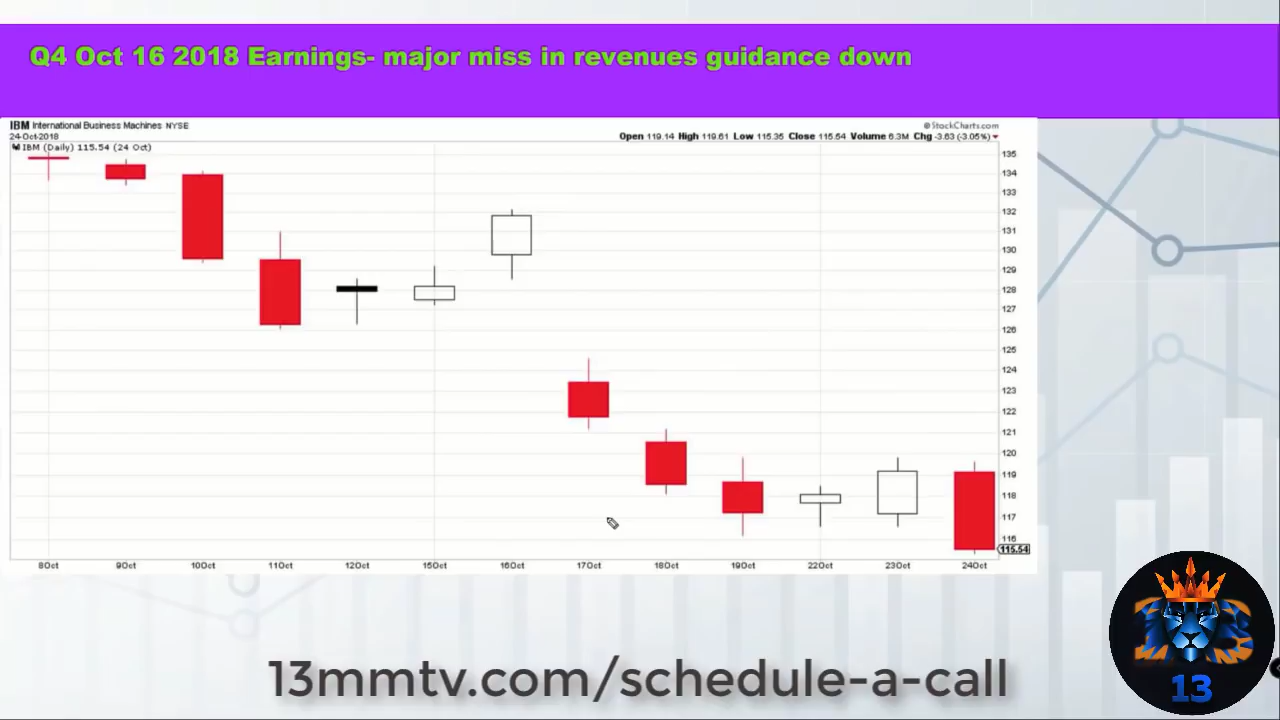 Q4 Oct 16 2018 Earnings- major miss in revenues guidance down
IBM International Business Machines NYSE
© StockCharts.com
24-Oct-2018
Open 119.14 High 119.61 Low 115.35 Close 115.54 Volume 6.3M Chg -3.63 (-3.05%)
IBM (Daily) 115.54 (24 Oct)
135
134
133
132
131
130
129
128
127
126
125
124
123
122
121
120
119
118
117
116
115.54
8Oct 9Oct 10Oct 11Oct 12Oct 15Oct 16Oct 17Oct 18Oct 19Oct 22Oct 23Oct 24Oct
13mmtv.com/schedule-a-call
13
13